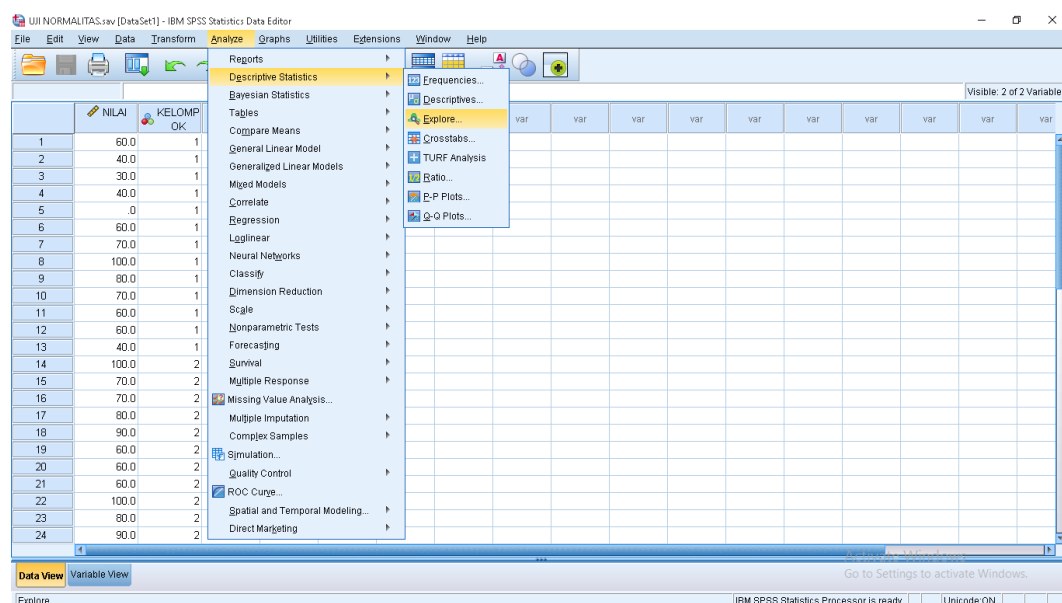 UJI NORMALITAS.sav [DataSet1] - IBM SPSS Statistics Data Editor
File Edit View Data Transform Analyze Graphs Utilities Extensions Window Help
Reports
Descriptive Statistics
Bayesian Statistics
Tables
Compare Means
General Linear Model
Generalized Linear Models
Mixed Models
Correlate
Regression
Loglinear
Neural Networks
Classify
Dimension Reduction
Scale
Nonparametric Tests
Forecasting
Survival
Multiple Response
Missing Value Analysis...
Multiple Imputation
Complex Samples
Simulation...
Quality Control
ROC Curve...
Spatial and Temporal Modeling...
Direct Marketing
Frequencies...
Descriptives...
Explore...
Crosstabs...
TURF Analysis
Ratio...
P-P Plots...
Q-Q Plots...
Visible: 2 of 2 Variable
NILAI KELOMPOK var var var var var var var var var var
1 60.0 1
2 40.0 1
3 30.0 1
4 40.0 1
5 .0 1
6 60.0 1
7 70.0 1
8 100.0 1
9 80.0 1
10 70.0 1
11 60.0 1
12 60.0 1
13 40.0 1
14 100.0 2
15 70.0 2
16 70.0 2
17 80.0 2
18 90.0 2
19 60.0 2
20 60.0 2
21 60.0 2
22 100.0 2
23 80.0 2
24 90.0 2
Activate Windows
Go to Settings to activate Windows.
Data View Variable View
Explore IBM SPSS Statistics Processor is ready Unicode:ON